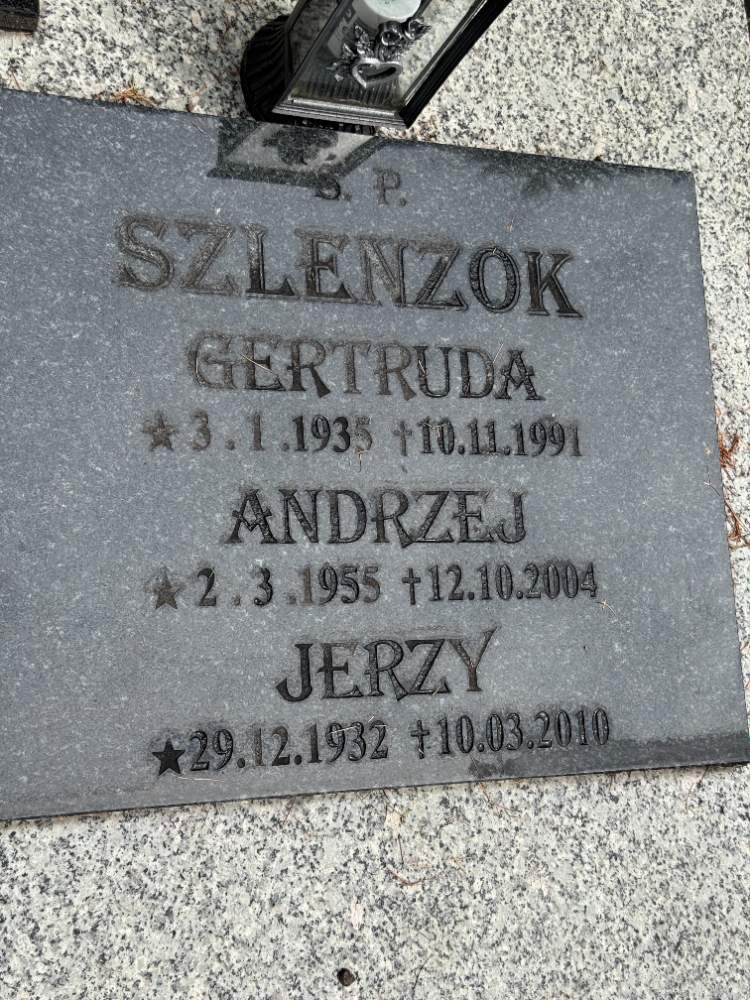 Ś. P.
SZLENZOK
GERTRUDA
★ 3 . 1 .1935 †10.11.1991
ANDRZEJ
★ 2 . 3 .1955 †12.10.2004
JERZY
★29.12.1932 †10.03.2010